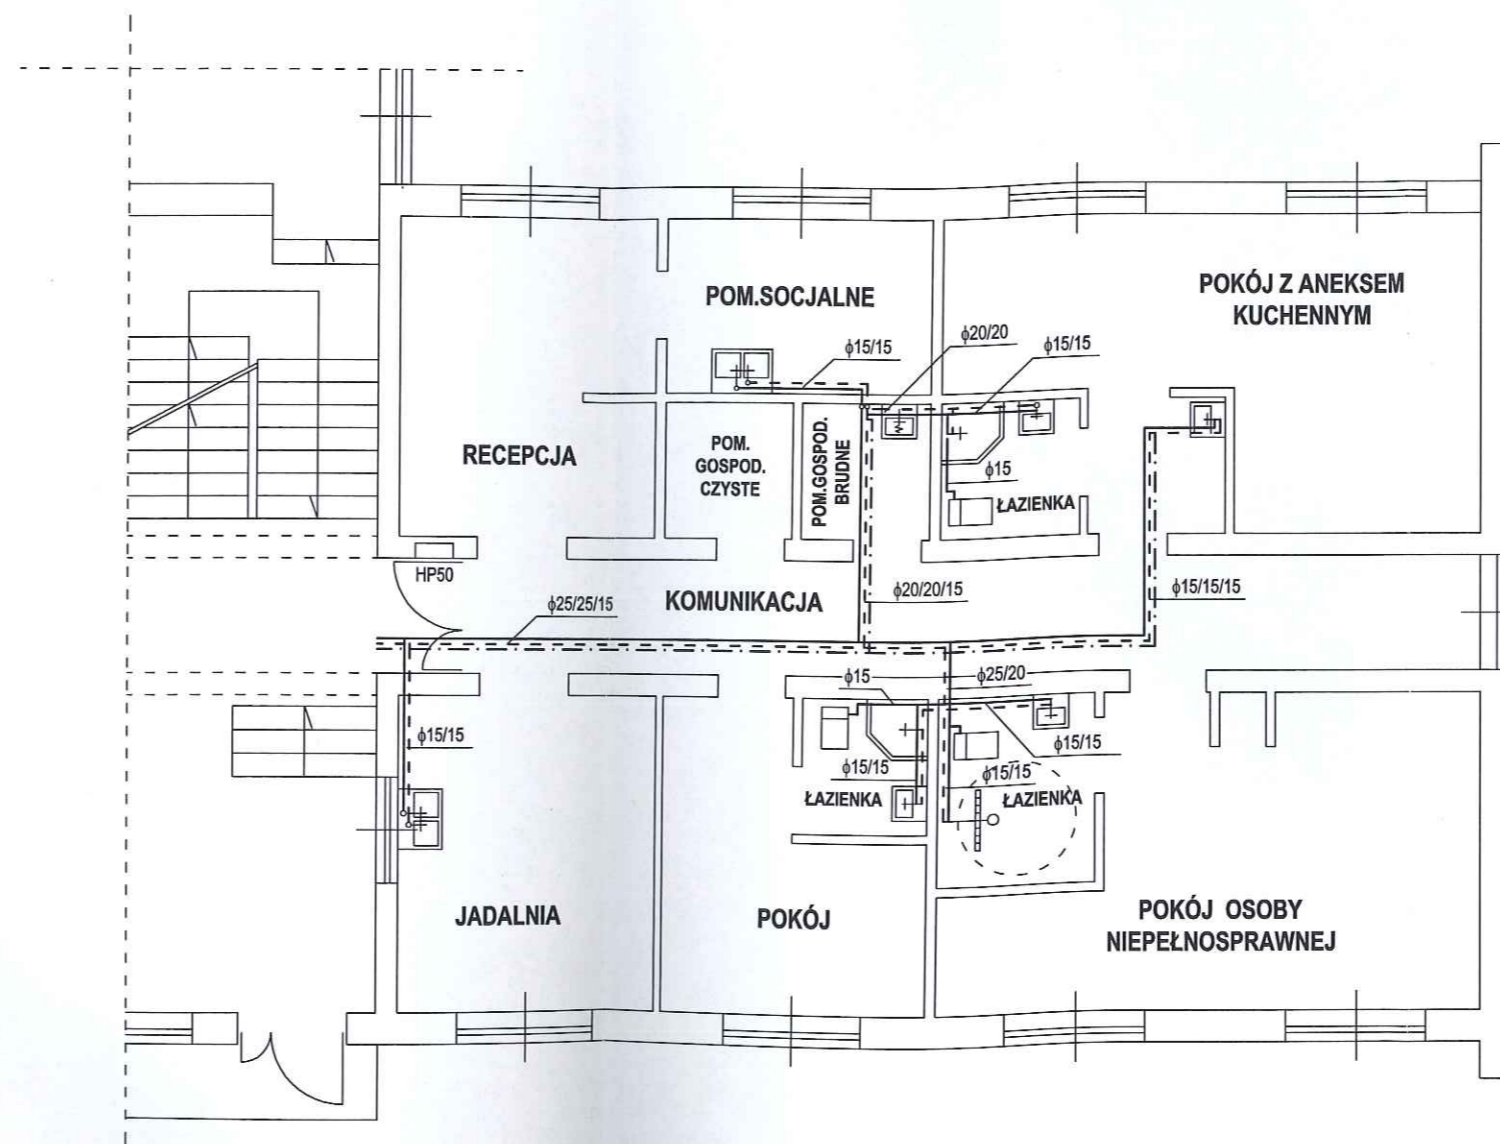 POM.SOCJALNE
POKÓJ Z ANEKSEM
KUCHENNYM
ϕ15/15
ϕ20/20
ϕ15/15
RECEPCJA
POM.
GOSPOD.
CZYSTE
POM.GOSPOD.
BRUDNE
ϕ15
ŁAZIENKA
HP50
ϕ25/25/15
KOMUNIKACJA
ϕ20/20/15
ϕ15/15/15
ϕ15
ϕ25/20
ϕ15/15
ϕ15/15
ϕ15/15
ϕ15/15
ŁAZIENKA
ŁAZIENKA
JADALNIA
POKÓJ
POKÓJ OSOBY
NIEPEŁNOSPRAWNEJ